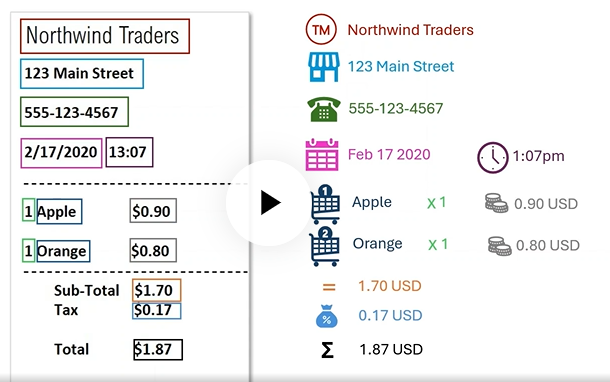 Northwind Traders
123 Main Street
555-123-4567
2/17/2020 13:07
1 Apple $0.90
1 Orange $0.80
Sub-Total $1.70
Tax $0.17
Total $1.87
TM Northwind Traders
123 Main Street
555-123-4567
Feb 17 2020 1:07pm
1 Apple x 1 0.90 USD
2 Orange x 1 0.80 USD
= 1.70 USD
% 0.17 USD
Σ 1.87 USD